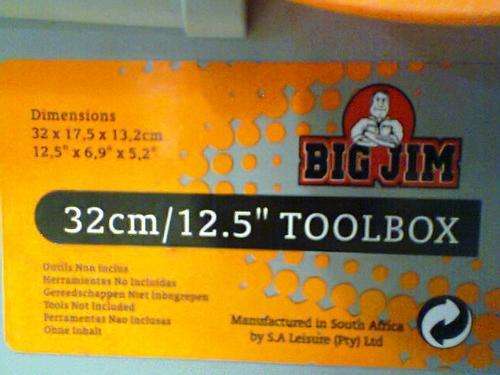 Dimensions
32 x 17,5 x 13,2cm
12,5" x 6,9" x 5,2"
BIG JIM
32cm/12.5" TOOLBOX
Outils Non Inclus
Herramientas No Incluidas
Gereedschappen Niet Inbegrepen
Tools Not Included
Ferramentas Nao Inclusas
Ohne Inhalt
Manufactured in South Africa
by S.A Leisure (Pty) Ltd